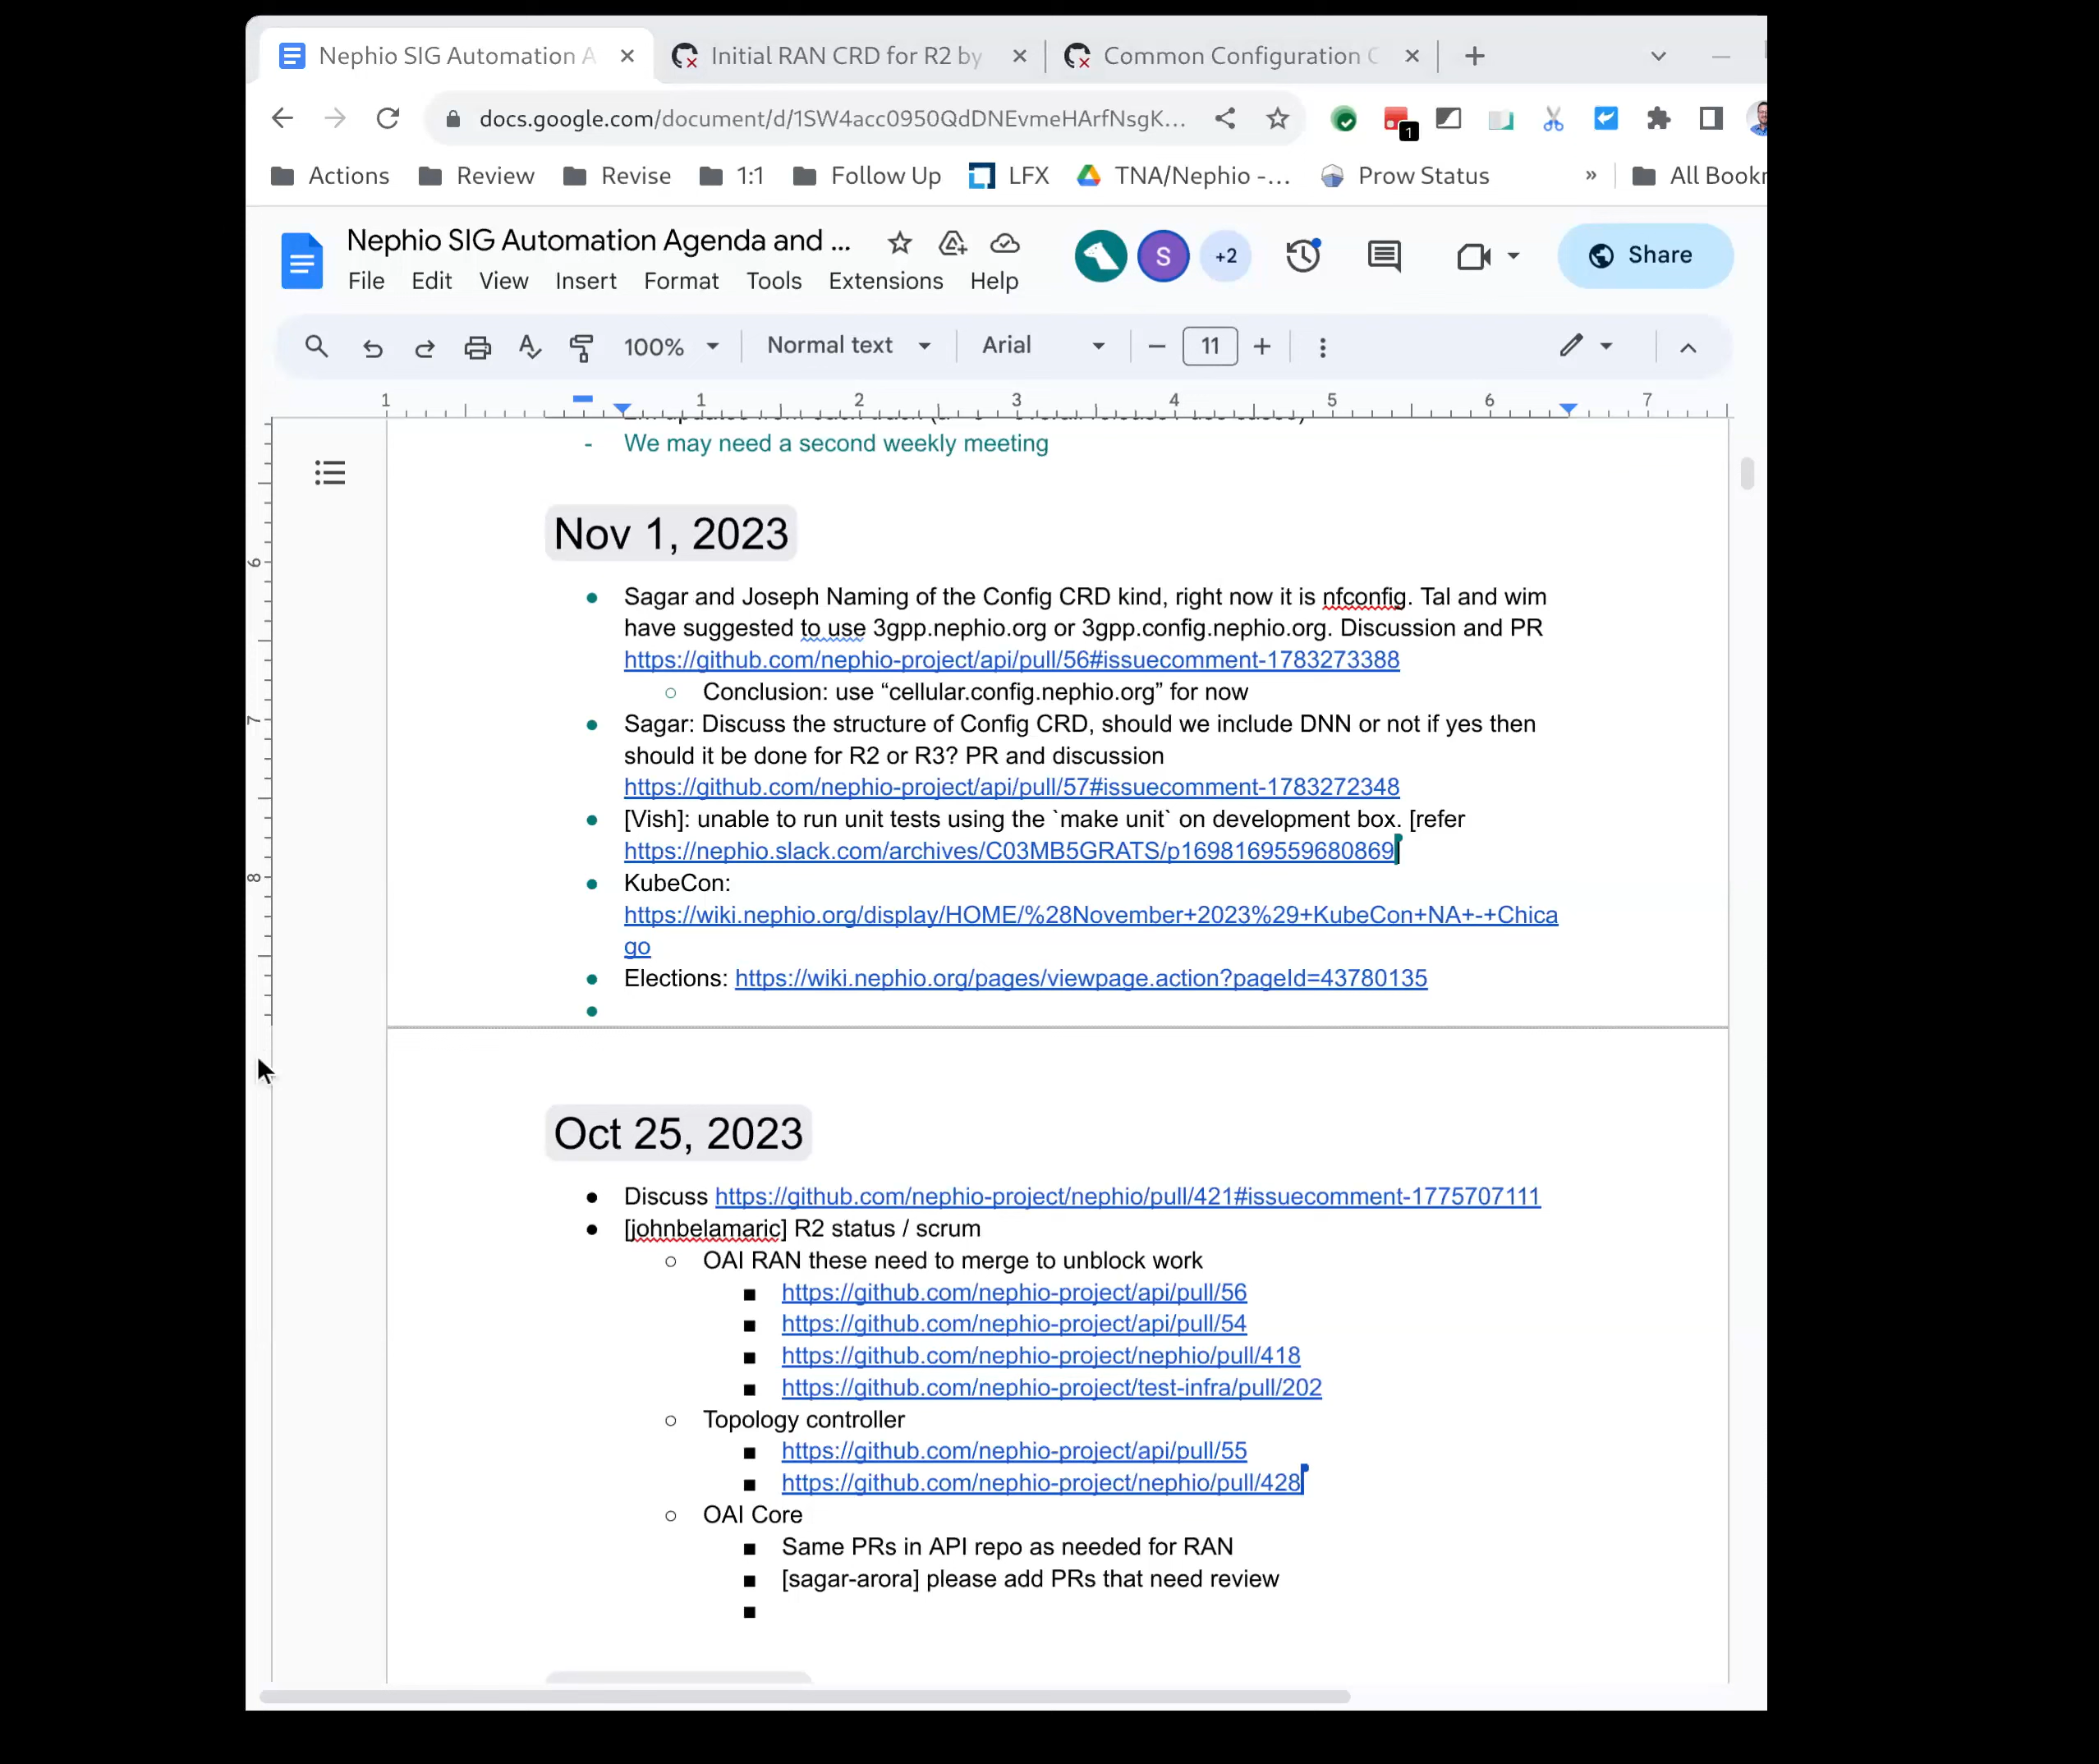 Nephio SIG Automation A
Initial RAN CRD for R2 by
Common Configuration C
docs.google.com/document/d/1SW4acc0950QdDNEvmeHArfNsgK...
1
Actions
Review
Revise
1:1
Follow Up
LFX
TNA/Nephio -...
Prow Status
»
All Bookr
Nephio SIG Automation Agenda and ...
S
+2
Share
File Edit View Insert Format Tools Extensions Help
100%
Normal text
Arial
11
1 1 2 3 4 5 6 7
- We may need a second weekly meeting
Nov 1, 2023
Sagar and Joseph Naming of the Config CRD kind, right now it is nfconfig. Tal and wim
have suggested to use 3gpp.nephio.org or 3gpp.config.nephio.org. Discussion and PR
https://github.com/nephio-project/api/pull/56#issuecomment-1783273388
Conclusion: use “cellular.config.nephio.org” for now
Sagar: Discuss the structure of Config CRD, should we include DNN or not if yes then
should it be done for R2 or R3? PR and discussion
https://github.com/nephio-project/api/pull/57#issuecomment-1783272348
[Vish]: unable to run unit tests using the `make unit` on development box. [refer
https://nephio.slack.com/archives/C03MB5GRATS/p1698169559680869
KubeCon:
https://wiki.nephio.org/display/HOME/%28November+2023%29+KubeCon+NA+-+Chica
go
Elections: https://wiki.nephio.org/pages/viewpage.action?pageId=43780135
6
7
8
Oct 25, 2023
Discuss https://github.com/nephio-project/nephio/pull/421#issuecomment-1775707111
[johnbelamaric] R2 status / scrum
OAI RAN these need to merge to unblock work
https://github.com/nephio-project/api/pull/56
https://github.com/nephio-project/api/pull/54
https://github.com/nephio-project/nephio/pull/418
https://github.com/nephio-project/test-infra/pull/202
Topology controller
https://github.com/nephio-project/api/pull/55
https://github.com/nephio-project/nephio/pull/428
OAI Core
Same PRs in API repo as needed for RAN
[sagar-arora] please add PRs that need review